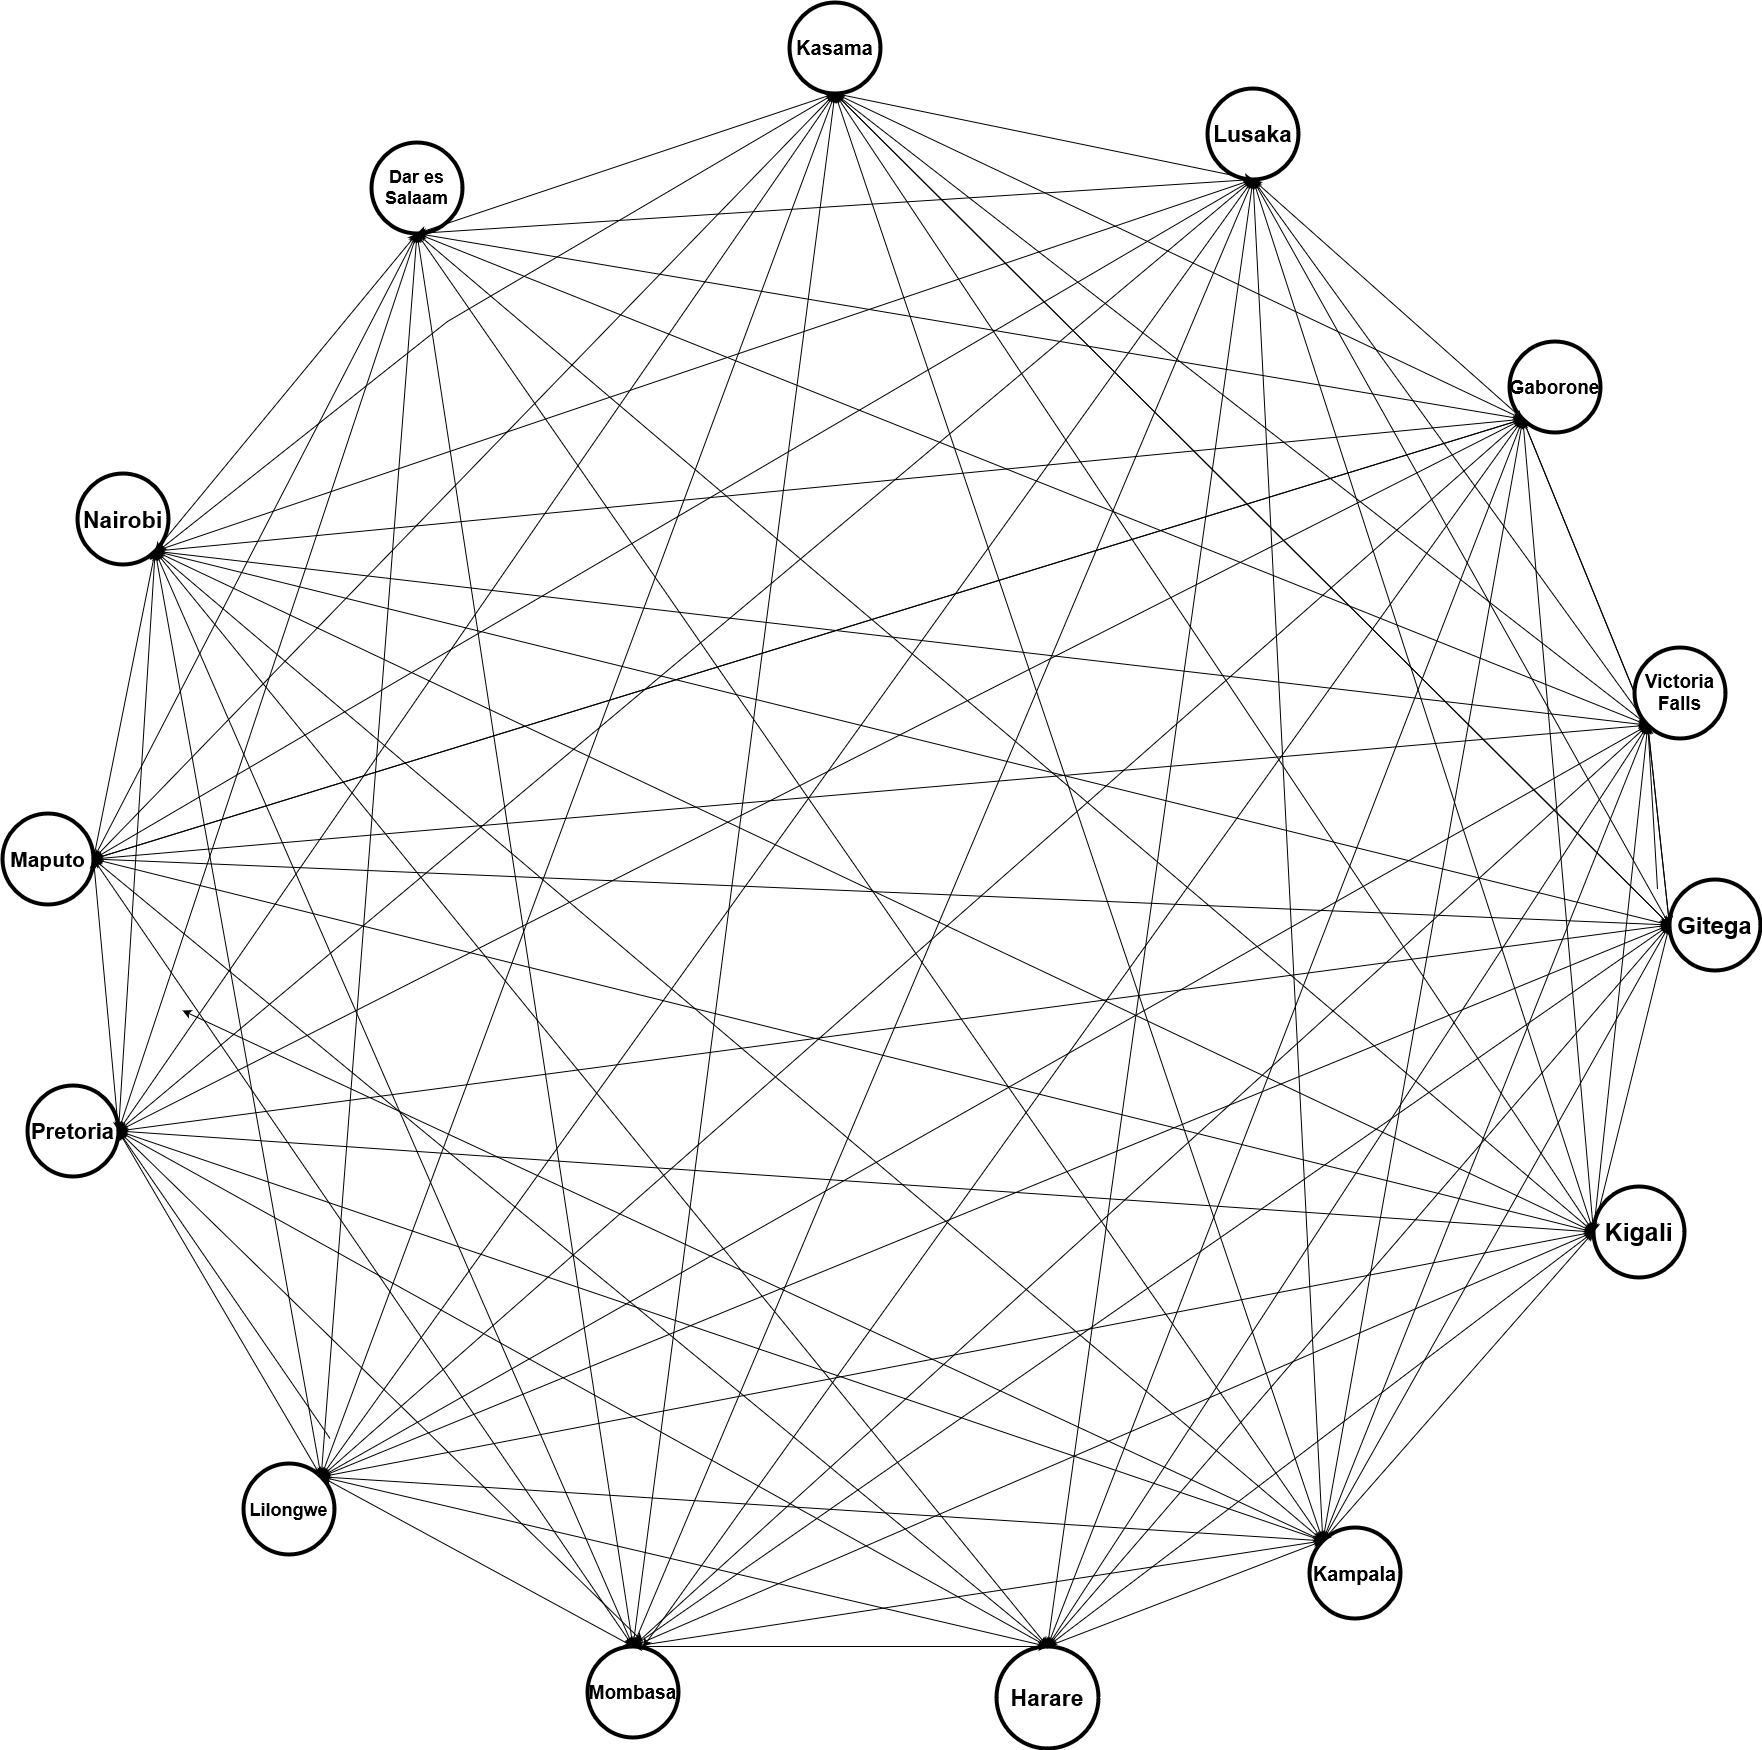 Kasama
Lusaka
Dar es
Salaam
Gaborone
Nairobi
Victoria
Falls
Maputo
Gitega
Pretoria
Kigali
Lilongwe
Kampala
Mombasa
Harare